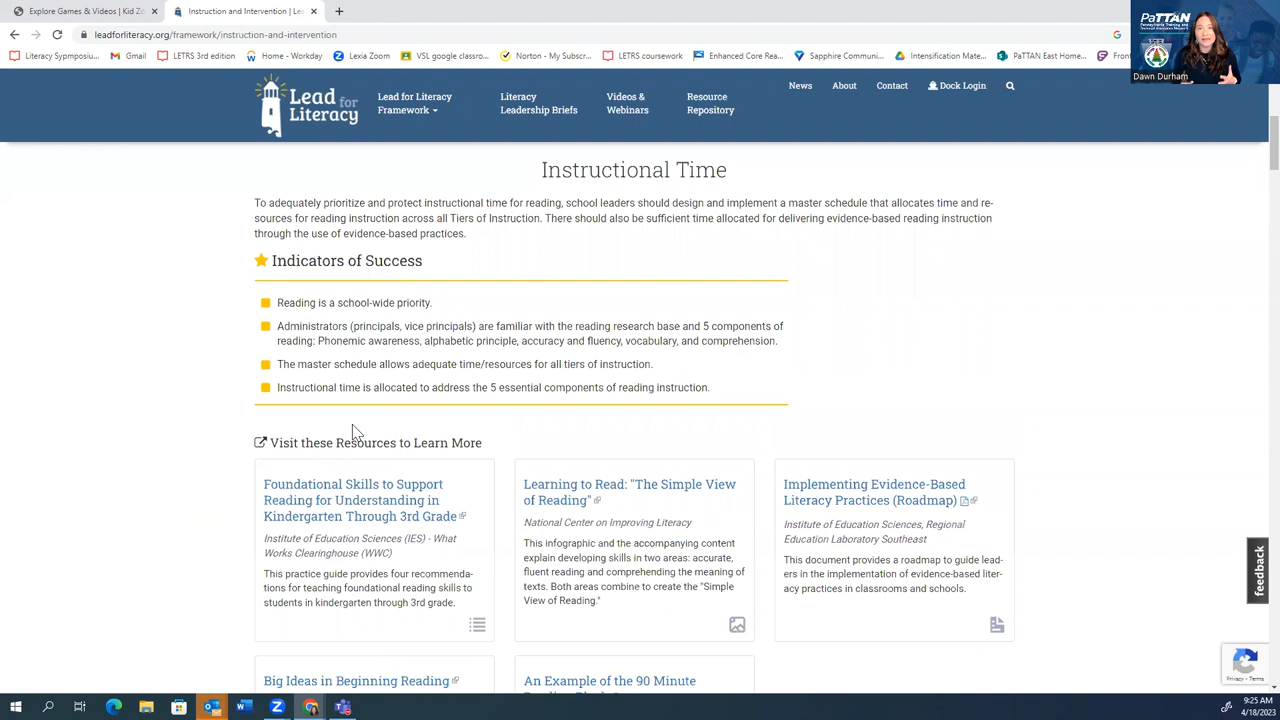 Explore Games & Videos | Kid Zo
Instruction and Intervention | Le
leadforliteracy.org/framework/instruction-and-intervention
Literacy Sympposiu...
Gmail
LETRS 3rd edition
Home - Workday
Lexia Zoom
VSL google classro...
Norton - My Subscr...
LETRS coursework
Enhanced Core Rea...
Sapphire Communi...
Intensification Mate...
PaTTAN East Home...
Front
PaTTAN
Dawn Durham
Lead for Literacy
Lead for Literacy
Framework
Literacy
Leadership Briefs
Videos &
Webinars
Resource
Repository
News
About
Contact
Dock Login
Instructional Time
To adequately prioritize and protect instructional time for reading, school leaders should design and implement a master schedule that allocates time and re-
sources for reading instruction across all Tiers of Instruction. There should also be sufficient time allocated for delivering evidence-based reading instruction
through the use of evidence-based practices.
Indicators of Success
Reading is a school-wide priority.
Administrators (principals, vice principals) are familiar with the reading research base and 5 components of
reading: Phonemic awareness, alphabetic principle, accuracy and fluency, vocabulary, and comprehension.
The master schedule allows adequate time/resources for all tiers of instruction.
Instructional time is allocated to address the 5 essential components of reading instruction.
Visit these Resources to Learn More
Foundational Skills to Support
Reading for Understanding in
Kindergarten Through 3rd Grade
Institute of Education Sciences (IES) - What
Works Clearinghouse (WWC)
This practice guide provides four recommenda-
tions for teaching foundational reading skills to
students in kindergarten through 3rd grade.
Learning to Read: "The Simple View
of Reading"
National Center on Improving Literacy
This infographic and the accompanying content
explain developing skills in two areas: accurate,
fluent reading and comprehending the meaning of
texts. Both areas combine to create the "Simple
View of Reading."
Implementing Evidence-Based
Literacy Practices (Roadmap)
Institute of Education Sciences, Regional
Education Laboratory Southeast
This document provides a roadmap to guide lead-
ers in the implementation of evidence-based liter-
acy practices in classrooms and schools.
Big Ideas in Beginning Reading
An Example of the 90 Minute
feedback
Privacy - Terms
9:25 AM
4/18/2023